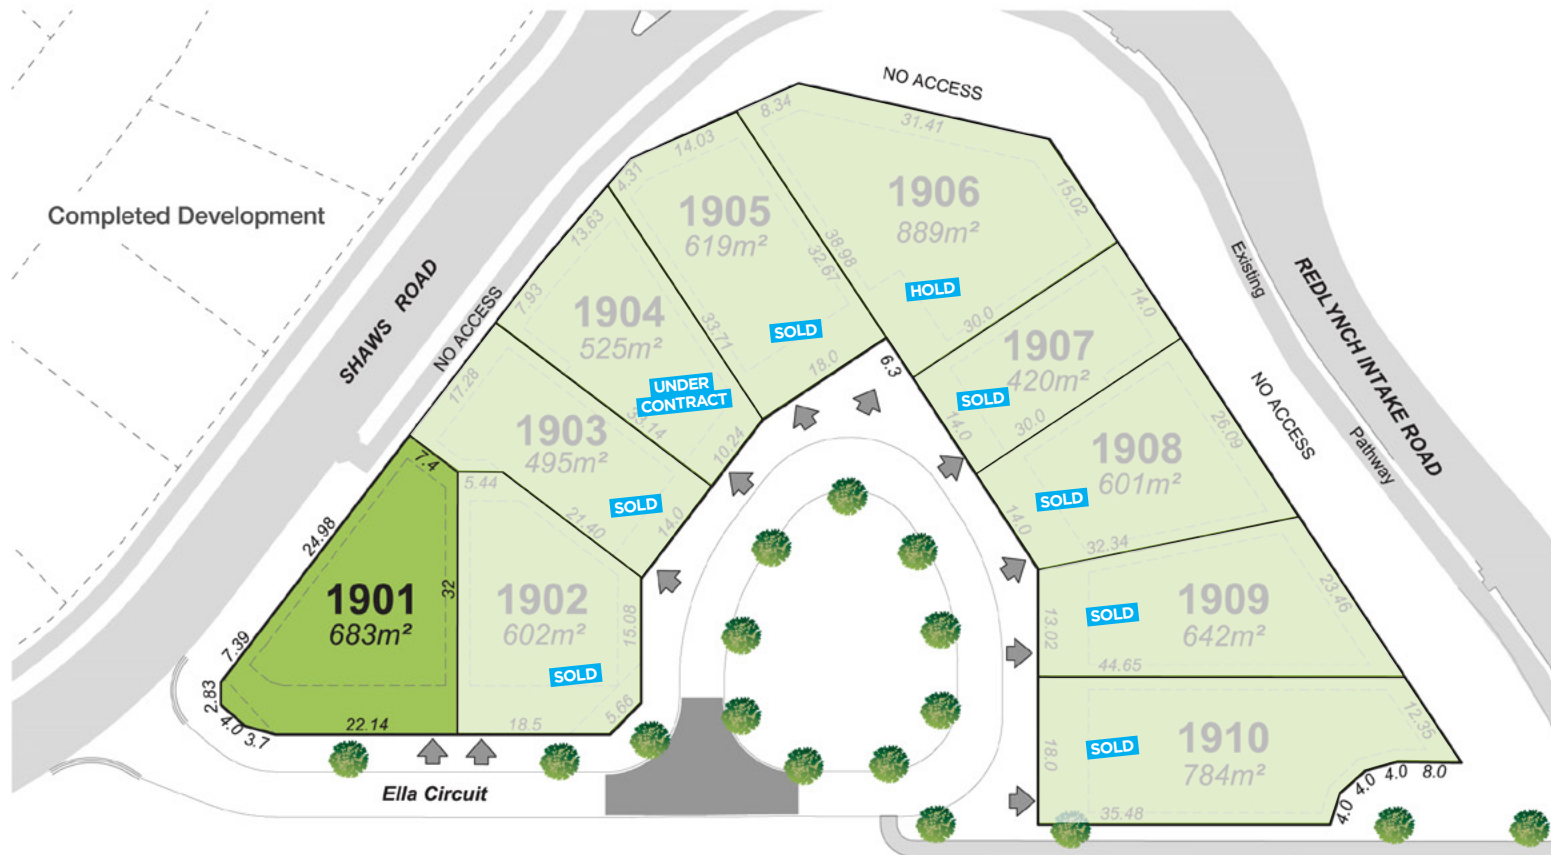 NO ACCESS
8.34
31.41
14.03
4.31
15.02
1906
889m²
1905
619m²
Completed Development
13.63
38.98
32.67
Existing
REDLYNCH INTAKE ROAD
SHAWS ROAD
NO ACCESS
7.93
HOLD
14.0
1904
525m²
33.71
SOLD
30.0
1907
420m²
18.0
6.3
17.28
UNDER
CONTRACT
SOLD
NO ACCESS
26.09
1903
495m²
10.24
14.0
30.0
Pathway
7.4
5.44
1908
601m²
24.98
SOLD
SOLD
21.40
14.0
14.0
32.34
1901
683m²
32
1902
602m²
15.08
13.02
SOLD
1909
642m²
23.46
7.39
SOLD
44.65
2.83
4.0
3.7
22.14
18.5
5.66
18.0
SOLD
1910
784m²
12.35
4.0
4.0
4.0
8.0
35.48
Ella Circuit